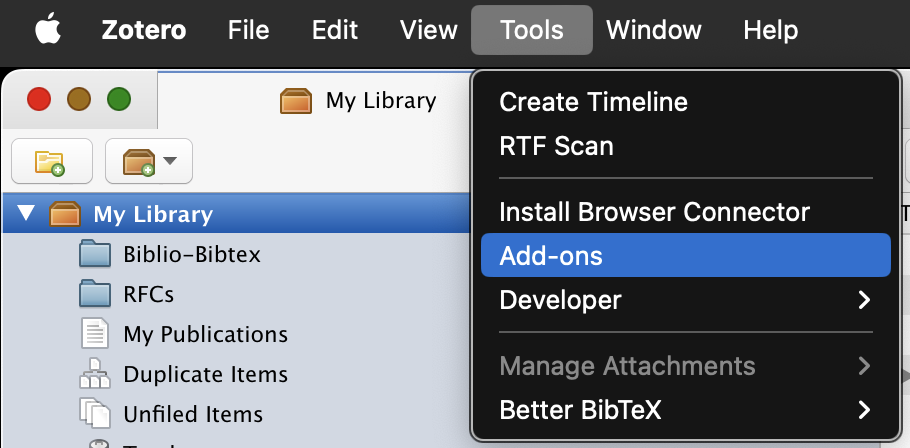 Zotero File Edit View Tools Window Help
My Library
My Library
Biblio-Bibtex
RFCs
My Publications
Duplicate Items
Unfiled Items
Create Timeline
RTF Scan
Install Browser Connector
Add-ons
Developer
Manage Attachments
Better BibTeX